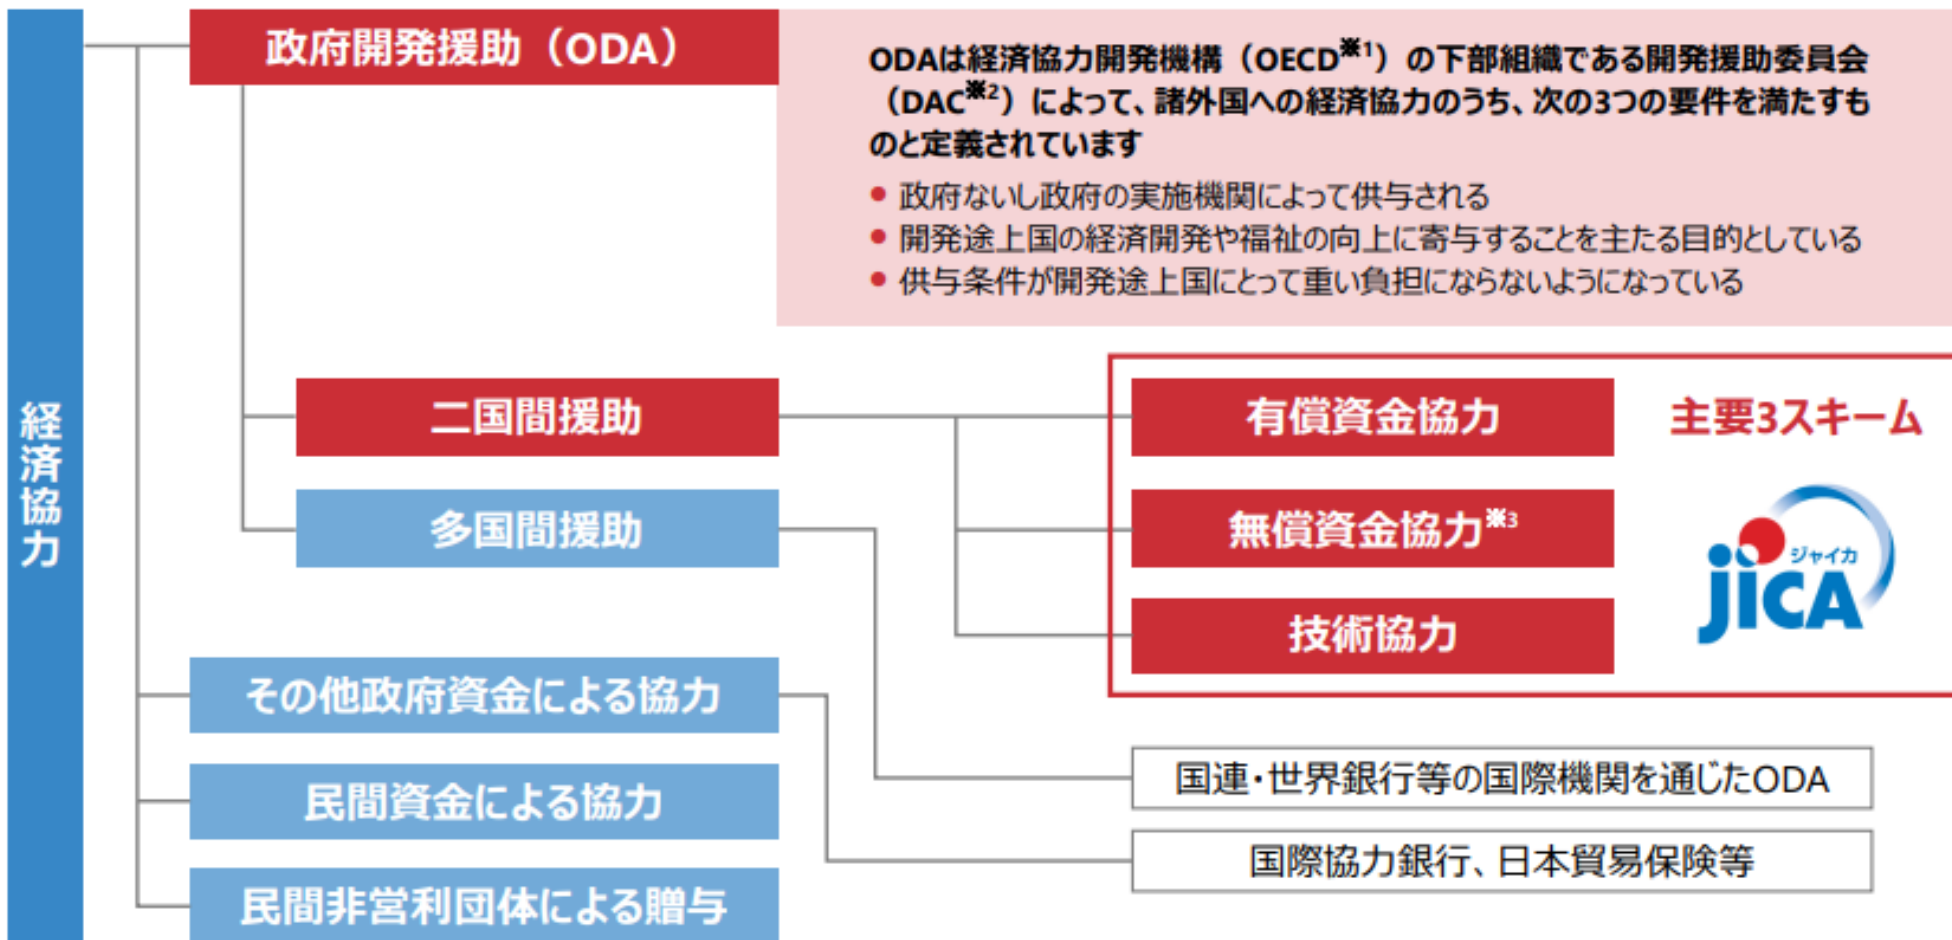 経済協力
政府開発援助（ODA）
ODAは経済協力開発機構（OECD※1）の下部組織である開発援助委員会
（DAC※2）によって、諸外国への経済協力のうち、次の3つの要件を満たすも
のと定義されています
● 政府ないし政府の実施機関によって供与される
● 開発途上国の経済開発や福祉の向上に寄与することを主たる目的としている
● 供与条件が開発途上国にとって重い負担にならないようになっている
二国間援助
有償資金協力
主要3スキーム
多国間援助
無償資金協力※3
ジャイカ
jICA
技術協力
その他政府資金による協力
国連・世界銀行等の国際機関を通じたODA
民間資金による協力
国際協力銀行、日本貿易保険等
民間非営利団体による贈与